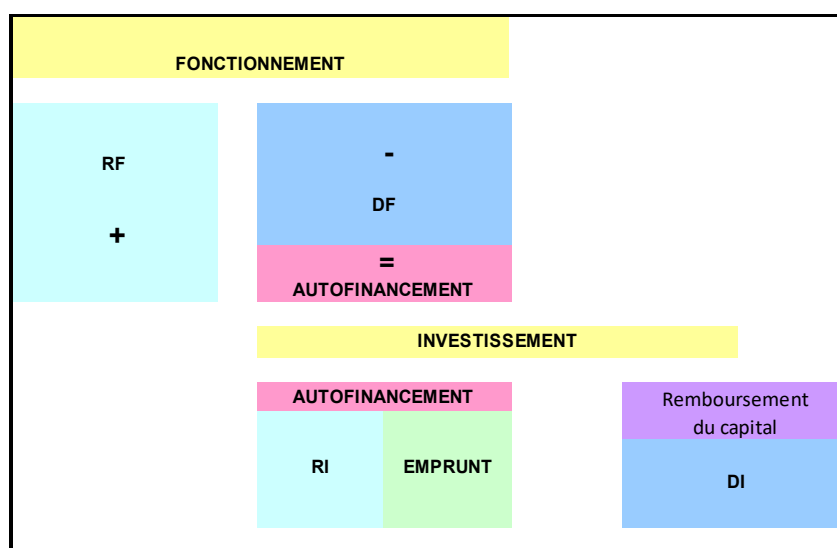 FONCTIONNEMENT
RF
+
-
DF
=
AUTOFINANCEMENT
INVESTISSEMENT
AUTOFINANCEMENT
RI
EMPRUNT
Remboursement
du capital
DI